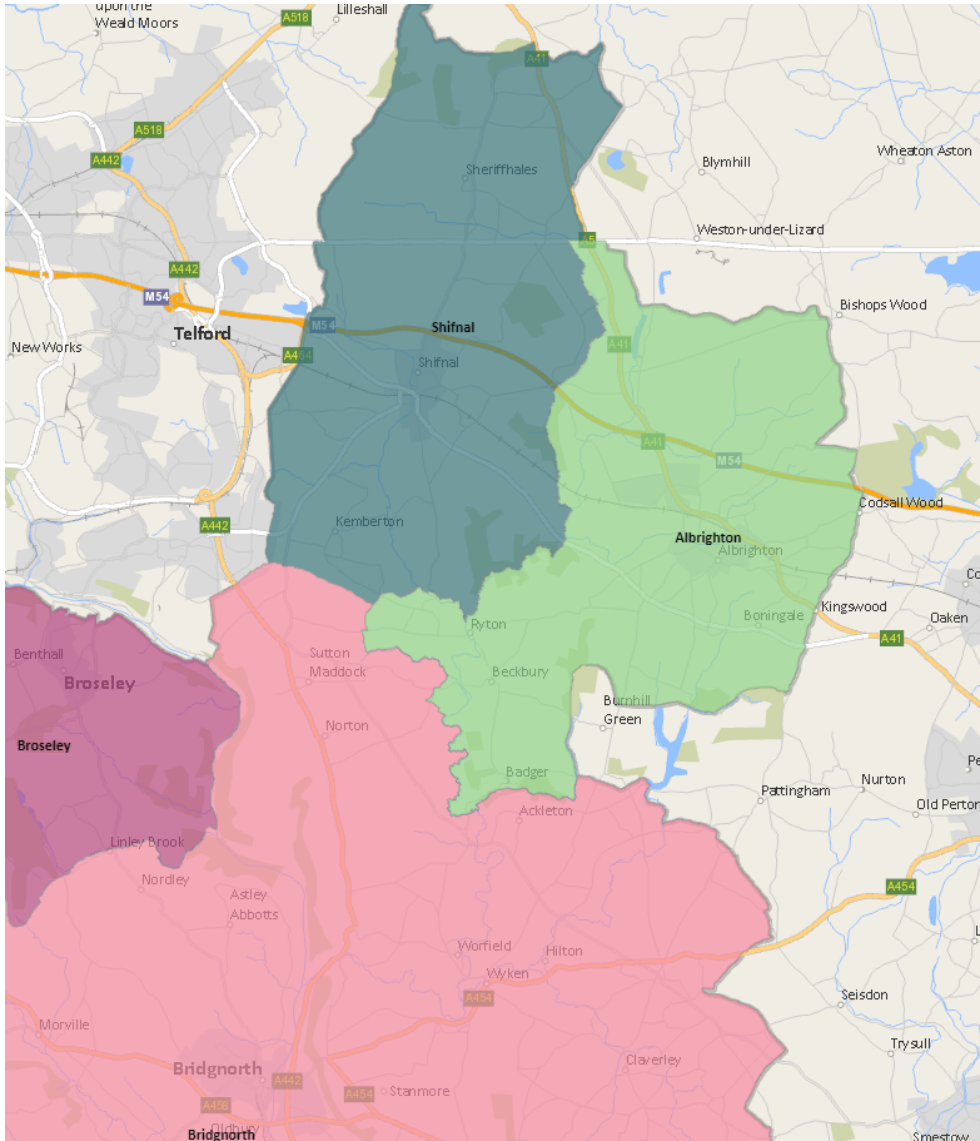 upon the
Weald Moors
A518
Lilleshall
A41
A518
A442
Sheriffhales
Blymhill
Wheaton Aston
Weston-under-Lizard
A5
A442
M54
Bishops Wood
Telford
M54
Shifnal
New Works
A464
Shifnal
A41
A41
M54
Codsall Wood
A442
Kemberton
Albrighton
Albrighton
Kingswood
Boningale
Oaken
A41
Ryton
Benthall
Sutton
Maddock
Beckbury
Broseley
Burnhill
Green
Norton
Broseley
Badger
Nurton
Pattingham
Old Perton
Ackleton
Linley Brook
Nordley
Astley
Abbotts
A454
Worfield
Hilton
Wyken
A454
Seisdon
Morville
Trysull
Claverley
Bridgnorth
A442
A454
Stanmore
A458
Oldbury
Bridgnorth
Smestow